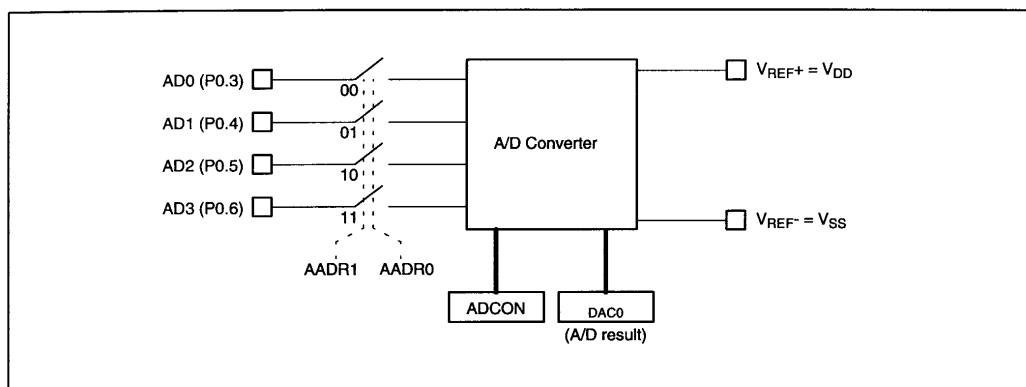 AD0 (P0.3)
00
AD1 (P0.4)
01
AD2 (P0.5)
10
AD3 (P0.6)
11
AADR1 AADR0
A/D Converter
VREF+ = VDD
VREF- = VSS
ADCON
DAC0
(A/D result)